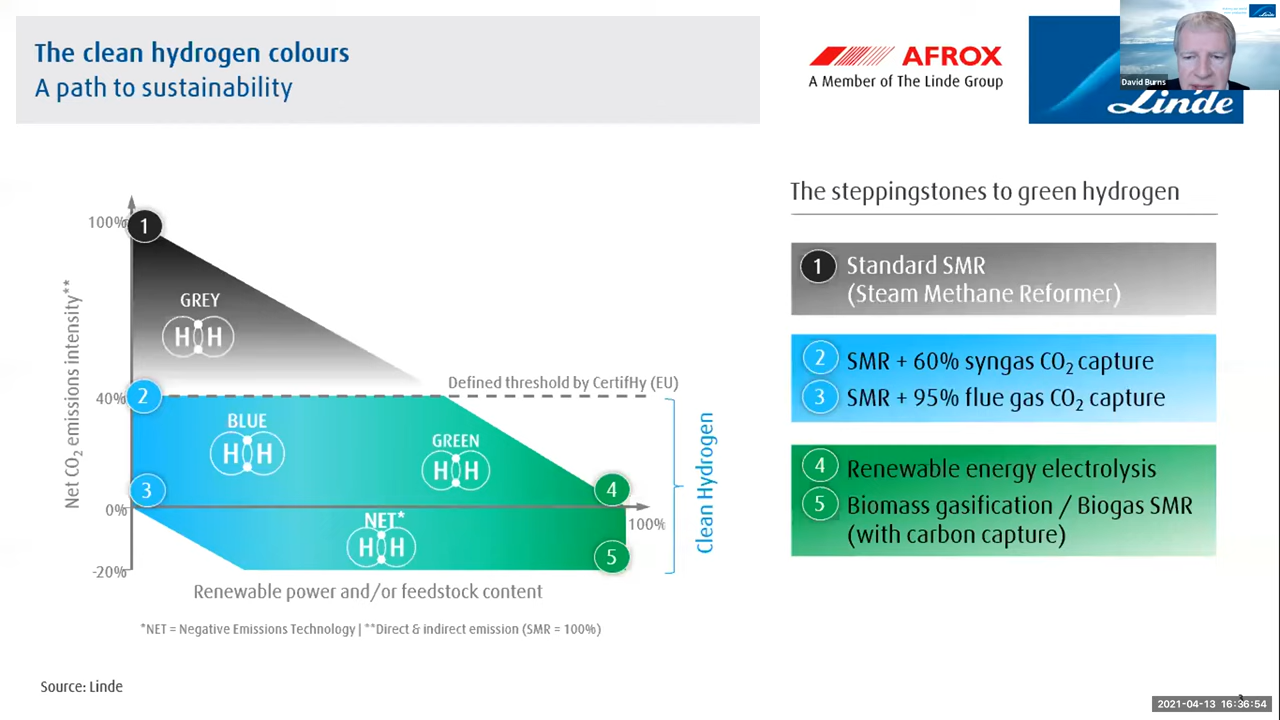 The clean hydrogen colours
A path to sustainability
AFROX
A Member of The Linde Group
Linde
David Burns
The steppingstones to green hydrogen
1 Standard SMR
(Steam Methane Reformer)
2 SMR + 60% syngas CO₂ capture
3 SMR + 95% flue gas CO₂ capture
4 Renewable energy electrolysis
5 Biomass gasification / Biogas SMR
(with carbon capture)
Net CO₂ emissions intensity**
100%
1
GREY
H H
Defined threshold by CertifHy (EU)
40%
2
BLUE
H H
GREEN
H H
3
4
0%
100%
NET*
H H
5
-20%
Clean Hydrogen
Renewable power and/or feedstock content
*NET = Negative Emissions Technology | **Direct & indirect emission (SMR = 100%)
Source: Linde
3
2021-04-13 16:36:54